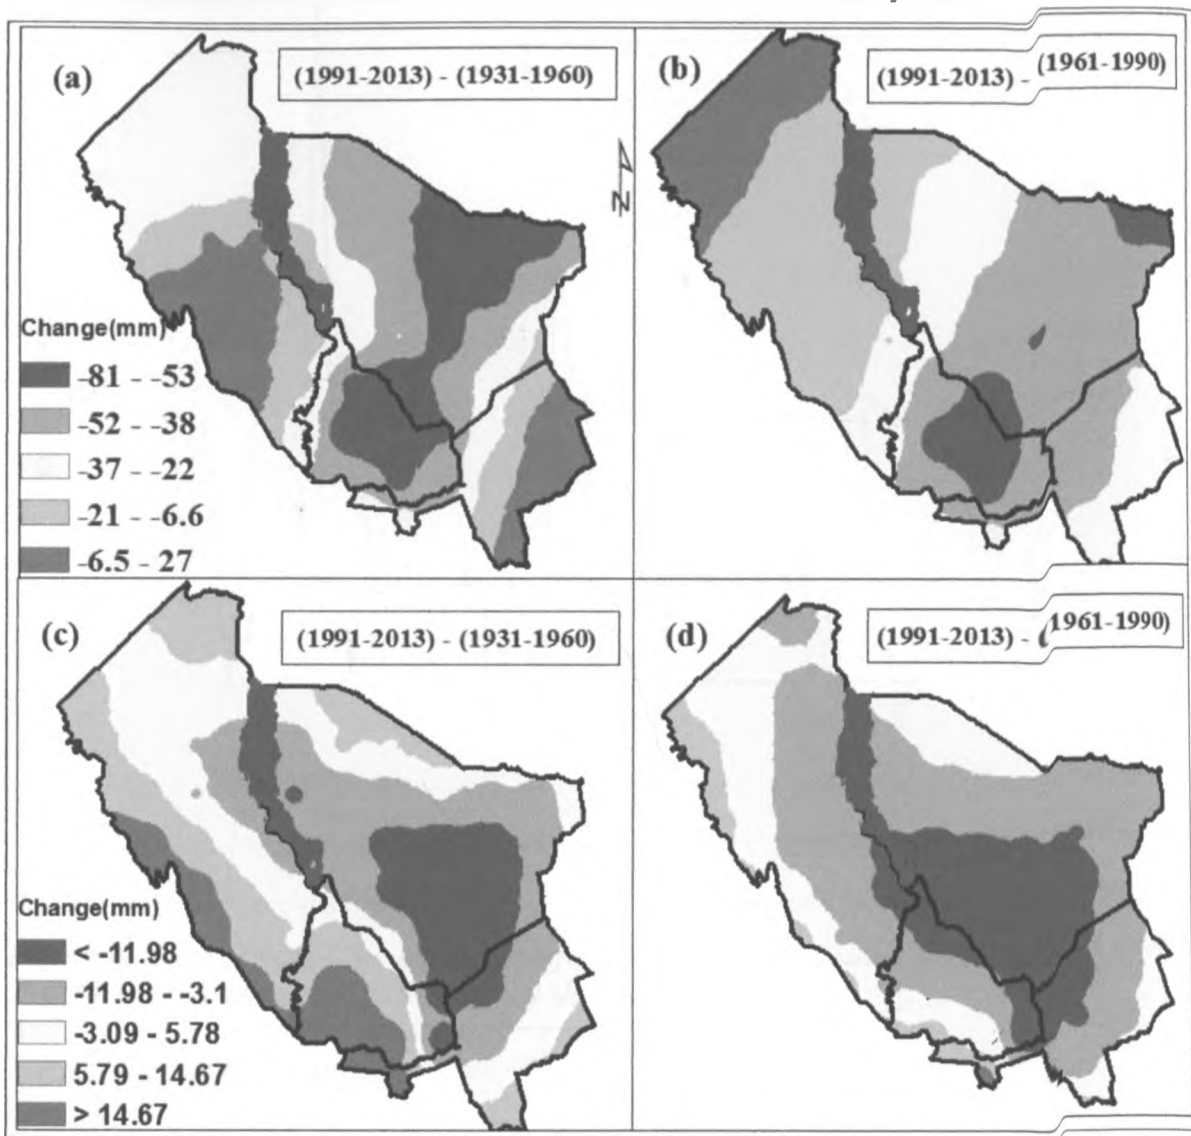 (a)
(1991-2013) - (1931-1960)
(b)
(1991-2013) - (1961-1990)
N
Change(mm)
-81 - -53
-52 - -38
-37 - -22
-21 - -6.6
-6.5 - 27
(c)
(1991-2013) - (1931-1960)
(d)
(1991-2013) - (1961-1990)
Change(mm)
< -11.98
-11.98 - -3.1
-3.09 - 5.78
5.79 - 14.67
> 14.67